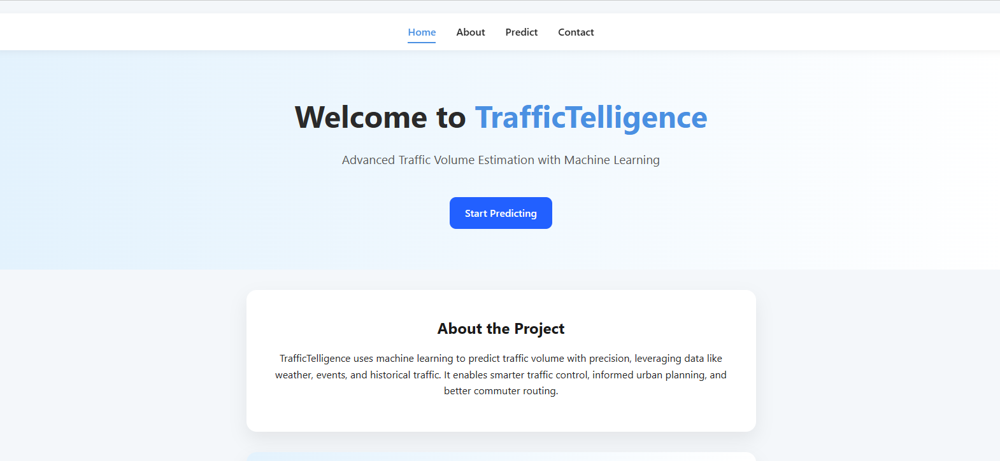 Home About Predict Contact
Welcome to TrafficTelligence
Advanced Traffic Volume Estimation with Machine Learning
Start Predicting
About the Project
TrafficTelligence uses machine learning to predict traffic volume with precision, leveraging data like
weather, events, and historical traffic. It enables smarter traffic control, informed urban planning, and
better commuter routing.